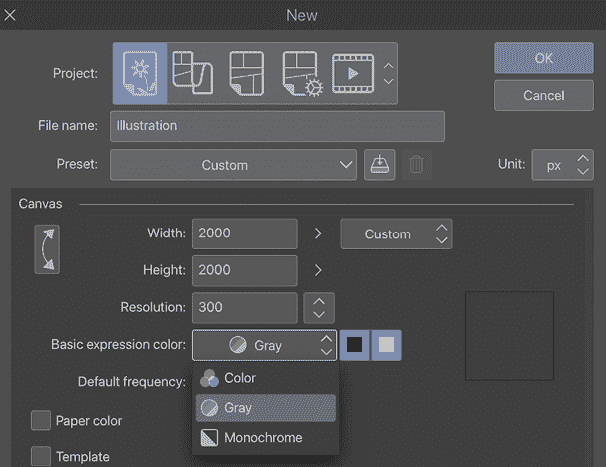 New
Project:
OK
Cancel
File name: Illustration
Preset: Custom Unit: px
Canvas
Width: 2000 Custom
Height: 2000
Resolution: 300
Basic expression color: Gray
Default frequency: Color
Gray
Paper color
Monochrome
Template